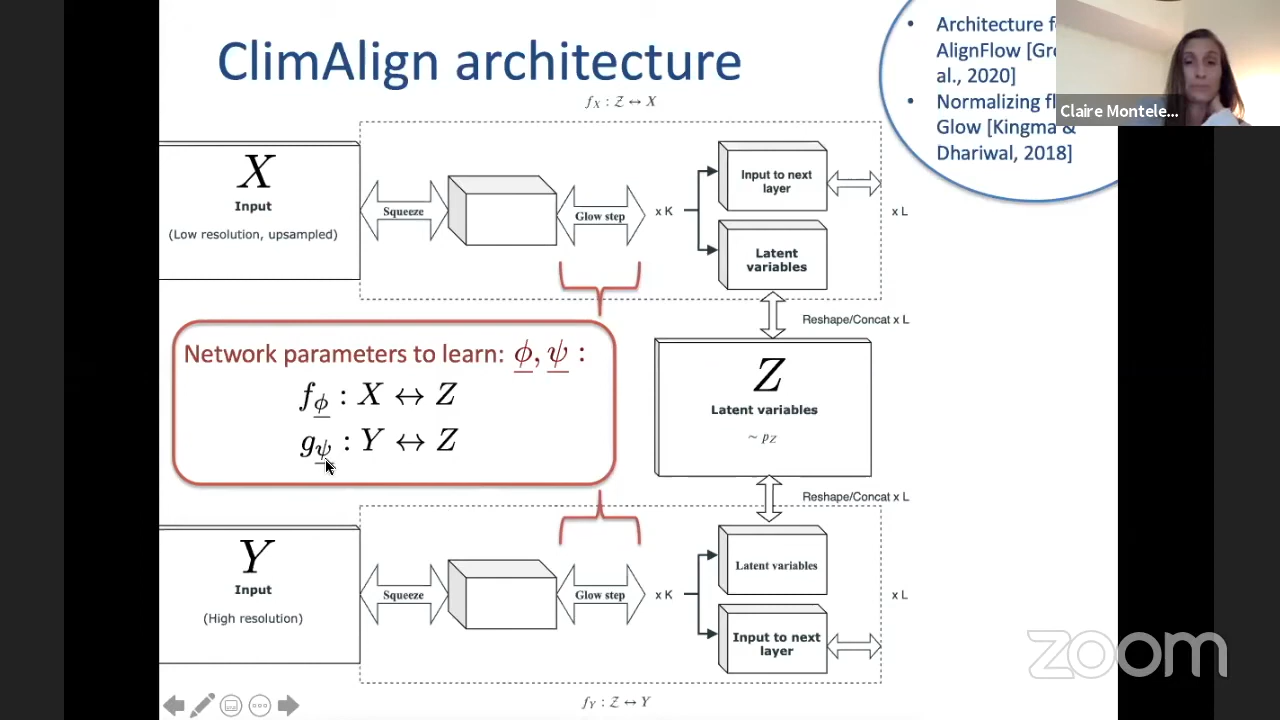 ClimAlign architecture
• Architecture f
AlignFlow [Gr
al., 2020]
• Normalizing fl
Glow [Kingma &
Dhariwal, 2018]
Claire Montele...
f_X : Z ↔ X
X
Input
(Low resolution, upsampled)
Squeeze
Glow step
x K
Input to next
layer
Latent
variables
x L
Reshape/Concat x L
Network parameters to learn: ϕ, ψ :
f_ϕ : X ↔ Z
g_ψ : Y ↔ Z
Z
Latent variables
~ p_Z
Reshape/Concat x L
Y
Input
(High resolution)
Squeeze
Glow step
x K
Latent variables
Input to next
layer
x L
f_Y : Z ↔ Y
zoom